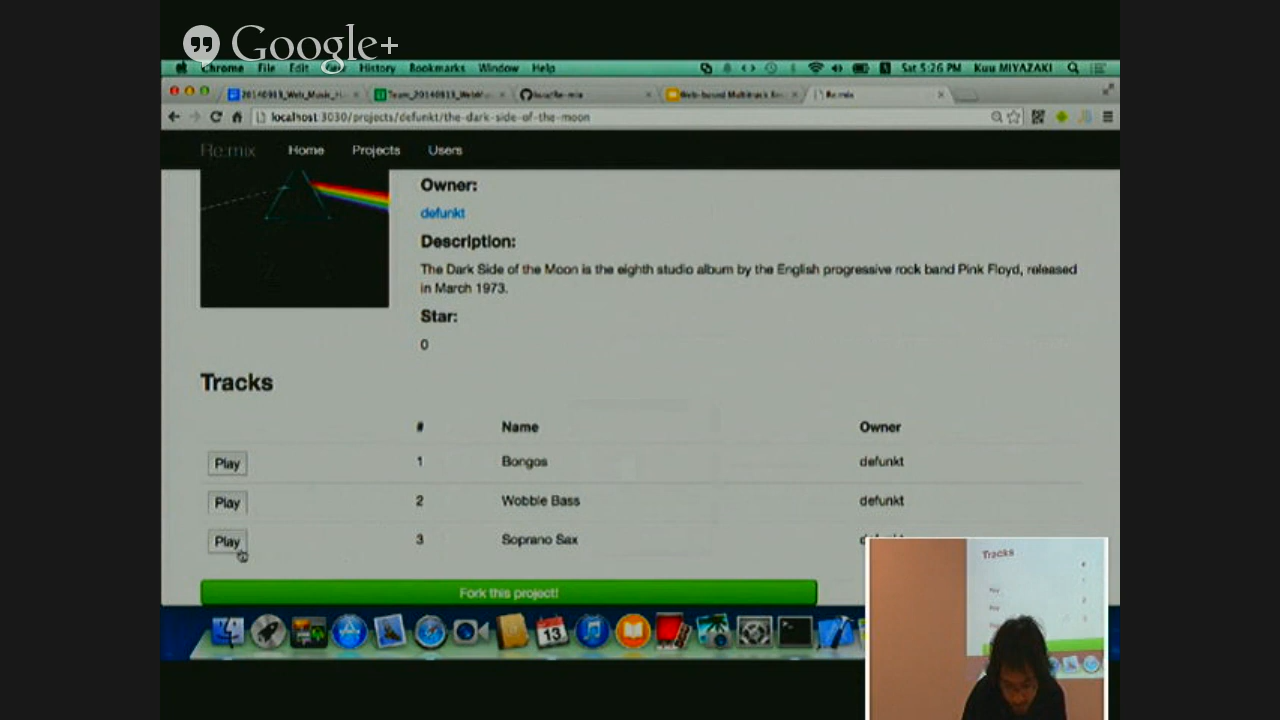 Google+
Chrome File Edit View History Bookmarks Window Help Sat 5:26 PM Kuu MIYAZAKI
Re:mix
localhost:3030/projects/defunkt/the-dark-side-of-the-moon
Re:mix Home Projects Users
Owner:
defunkt
Description:
The Dark Side of the Moon is the eighth studio album by the English progressive rock band Pink Floyd, released
in March 1973.
Star:
0
Tracks
# Name Owner
Play 1 Bongos defunkt
Play 2 Wobble Bass defunkt
Play 3 Soprano Sax
Fork this project!
13
Tracks